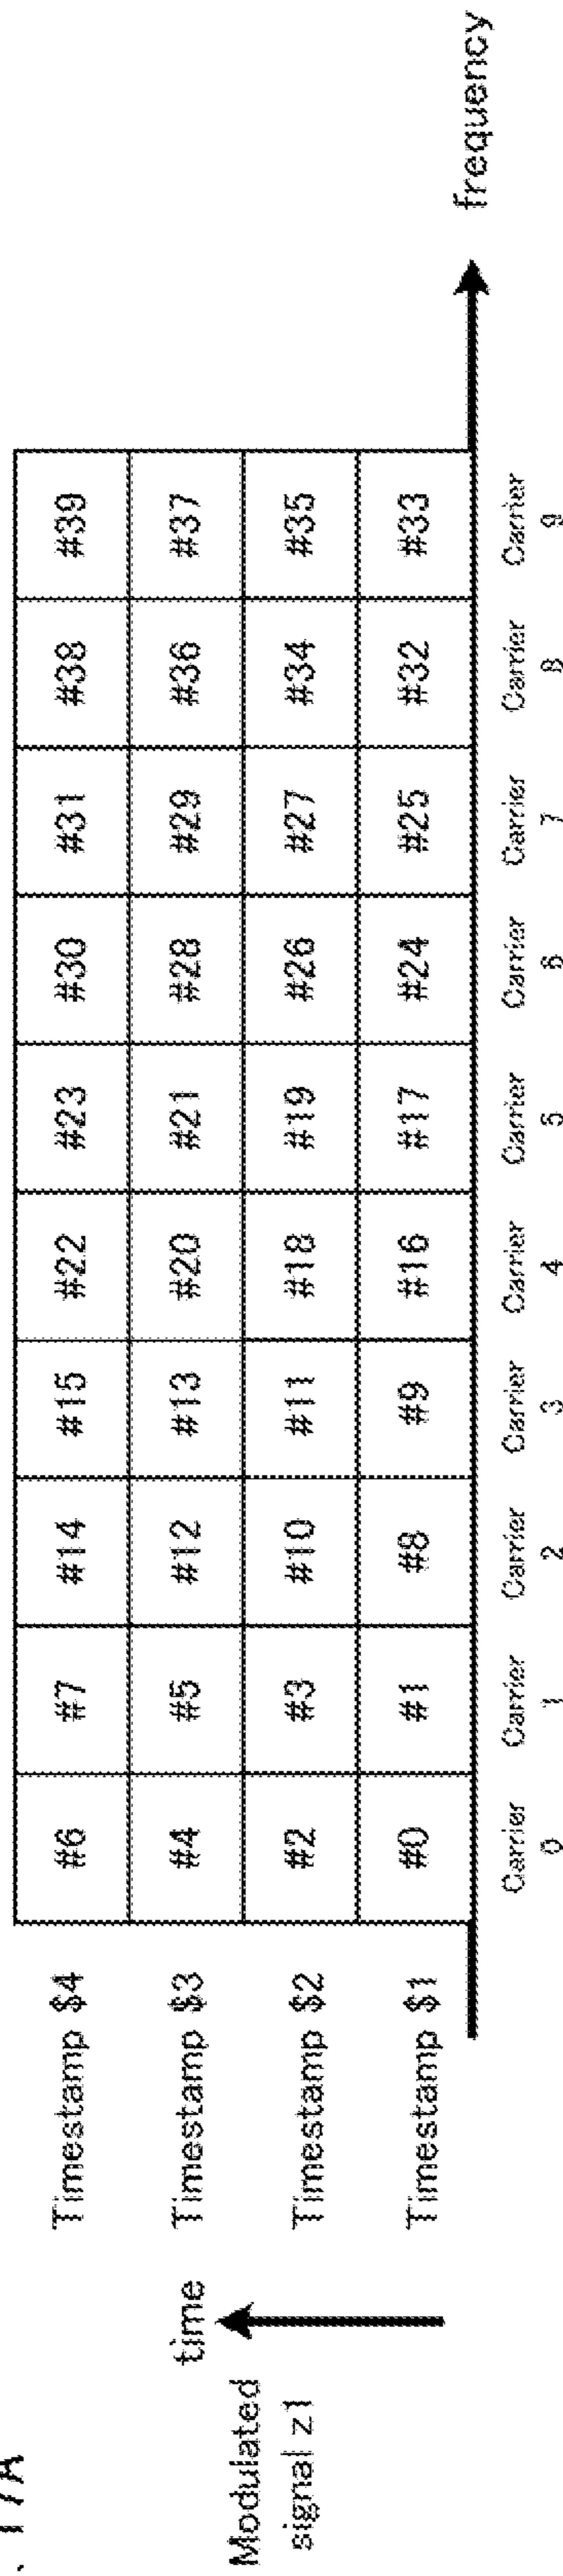 17A
Modulated
signal z1
time
Timestamp $4 #6 #7 #14 #15 #22 #23 #30 #31 #38 #39
Timestamp $3 #4 #5 #12 #13 #20 #21 #28 #29 #36 #37
Timestamp $2 #2 #3 #10 #11 #18 #19 #26 #27 #34 #35
Timestamp $1 #0 #1 #8 #9 #16 #17 #24 #25 #32 #33
Carrier Carrier Carrier Carrier Carrier Carrier Carrier Carrier Carrier Carrier
0 1 2 3 4 5 6 7 8 9
frequency